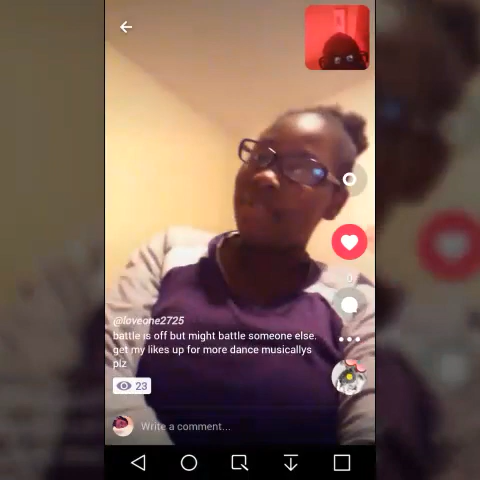 @loveone2725
battle is off but might battle someone else.
get my likes up for more dance musicallys
plz
0
23
Write a comment...